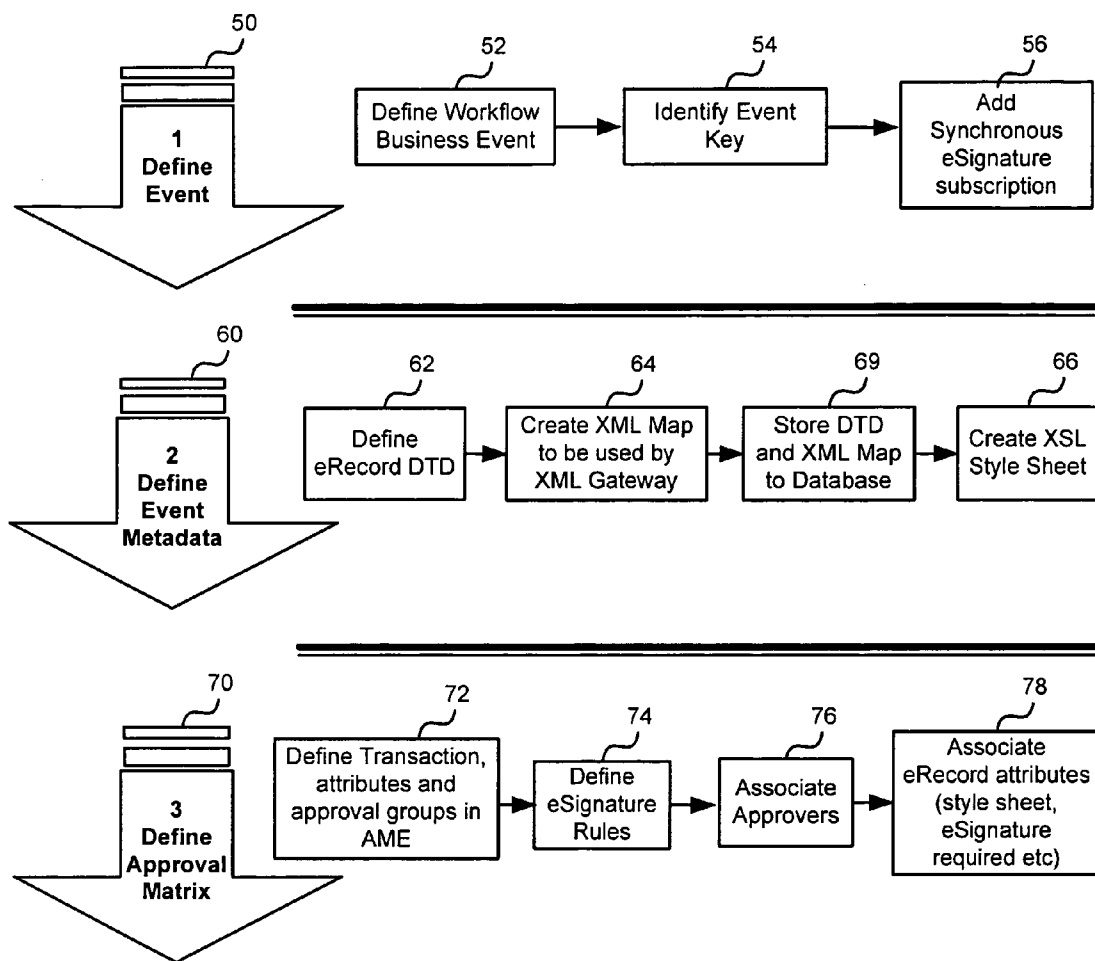 50
1
Define
Event
52
Define Workflow
Business Event
54
Identify Event
Key
56
Add
Synchronous
eSignature
subscription
60
2
Define
Event
Metadata
62
Define
eRecord DTD
64
Create XML Map
to be used by
XML Gateway
69
Store DTD
and XML Map
to Database
66
Create XSL
Style Sheet
70
3
Define
Approval
Matrix
72
Define Transaction,
attributes and
approval groups in
AME
74
Define
eSignature
Rules
76
Associate
Approvers
78
Associate
eRecord attributes
(style sheet,
eSignature
required etc)